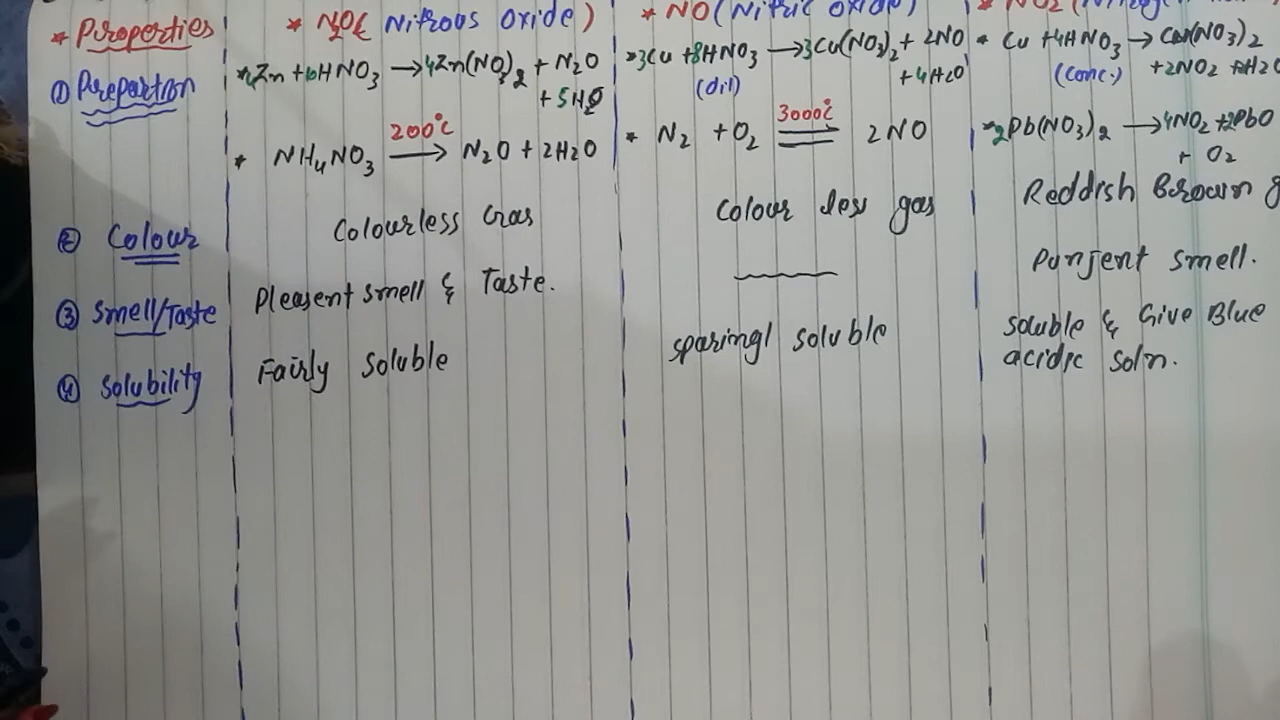 * Properties
* N2O( Nitroos Oxide)
* NO(Nitric Oxide)
* NO2(
① Prepartion
*4Zn +10HNO3 → 4Zn(NO3)2 + N2O
+ 5H2O
*3Cu +8HNO3 → 3Cu(NO3)2 + 2NO
(dil)
+4H2O
* Cu +4HNO3 → Cu(NO3)2
(Conc.)
+2NO2 +2H2O
* NH4NO3 200°C → N2O + 2H2O
* N2 + O2 3000°C ⇌ 2NO
*2Pb(NO3)2 → 4NO2 +2PbO
+ O2
② Colour
Colourless Gas
Colour less gas
Reddish Brown g
③ Smell/Taste
Pleasent smell & Taste.
Punjent smell.
④ Solubility
Fairly Soluble
Sparingl soluble
Soluble & Give Blue
acidic soln.